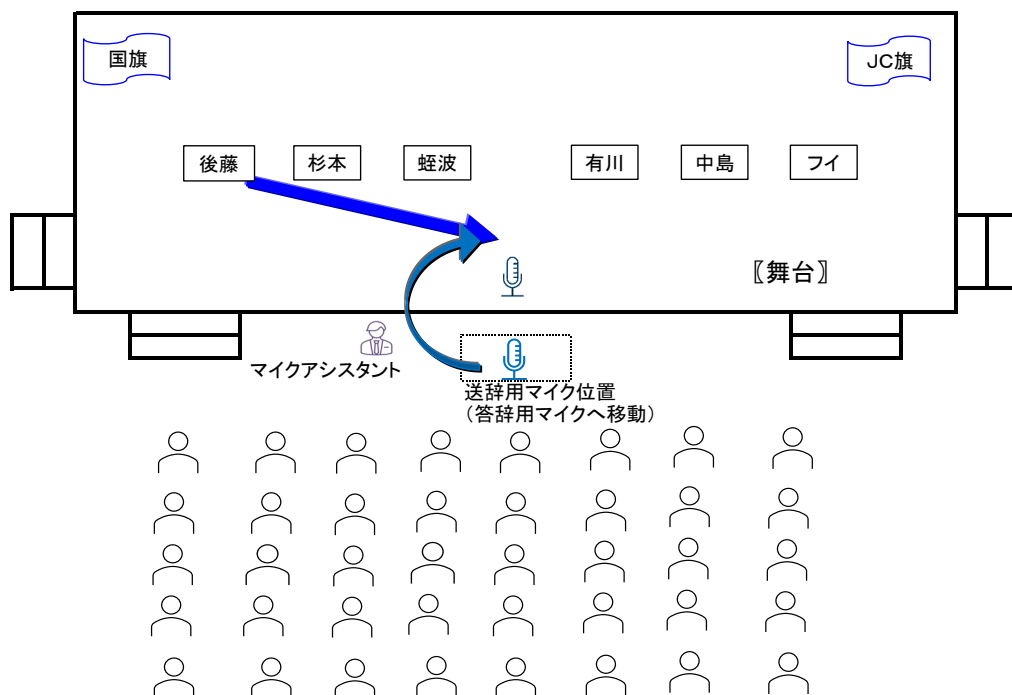 国旗
JC旗
後藤
杉本
蛭波
有川
中島
フイ
〖舞台〗
マイクアシスタント
送辞用マイク位置
（答辞用マイクへ移動）